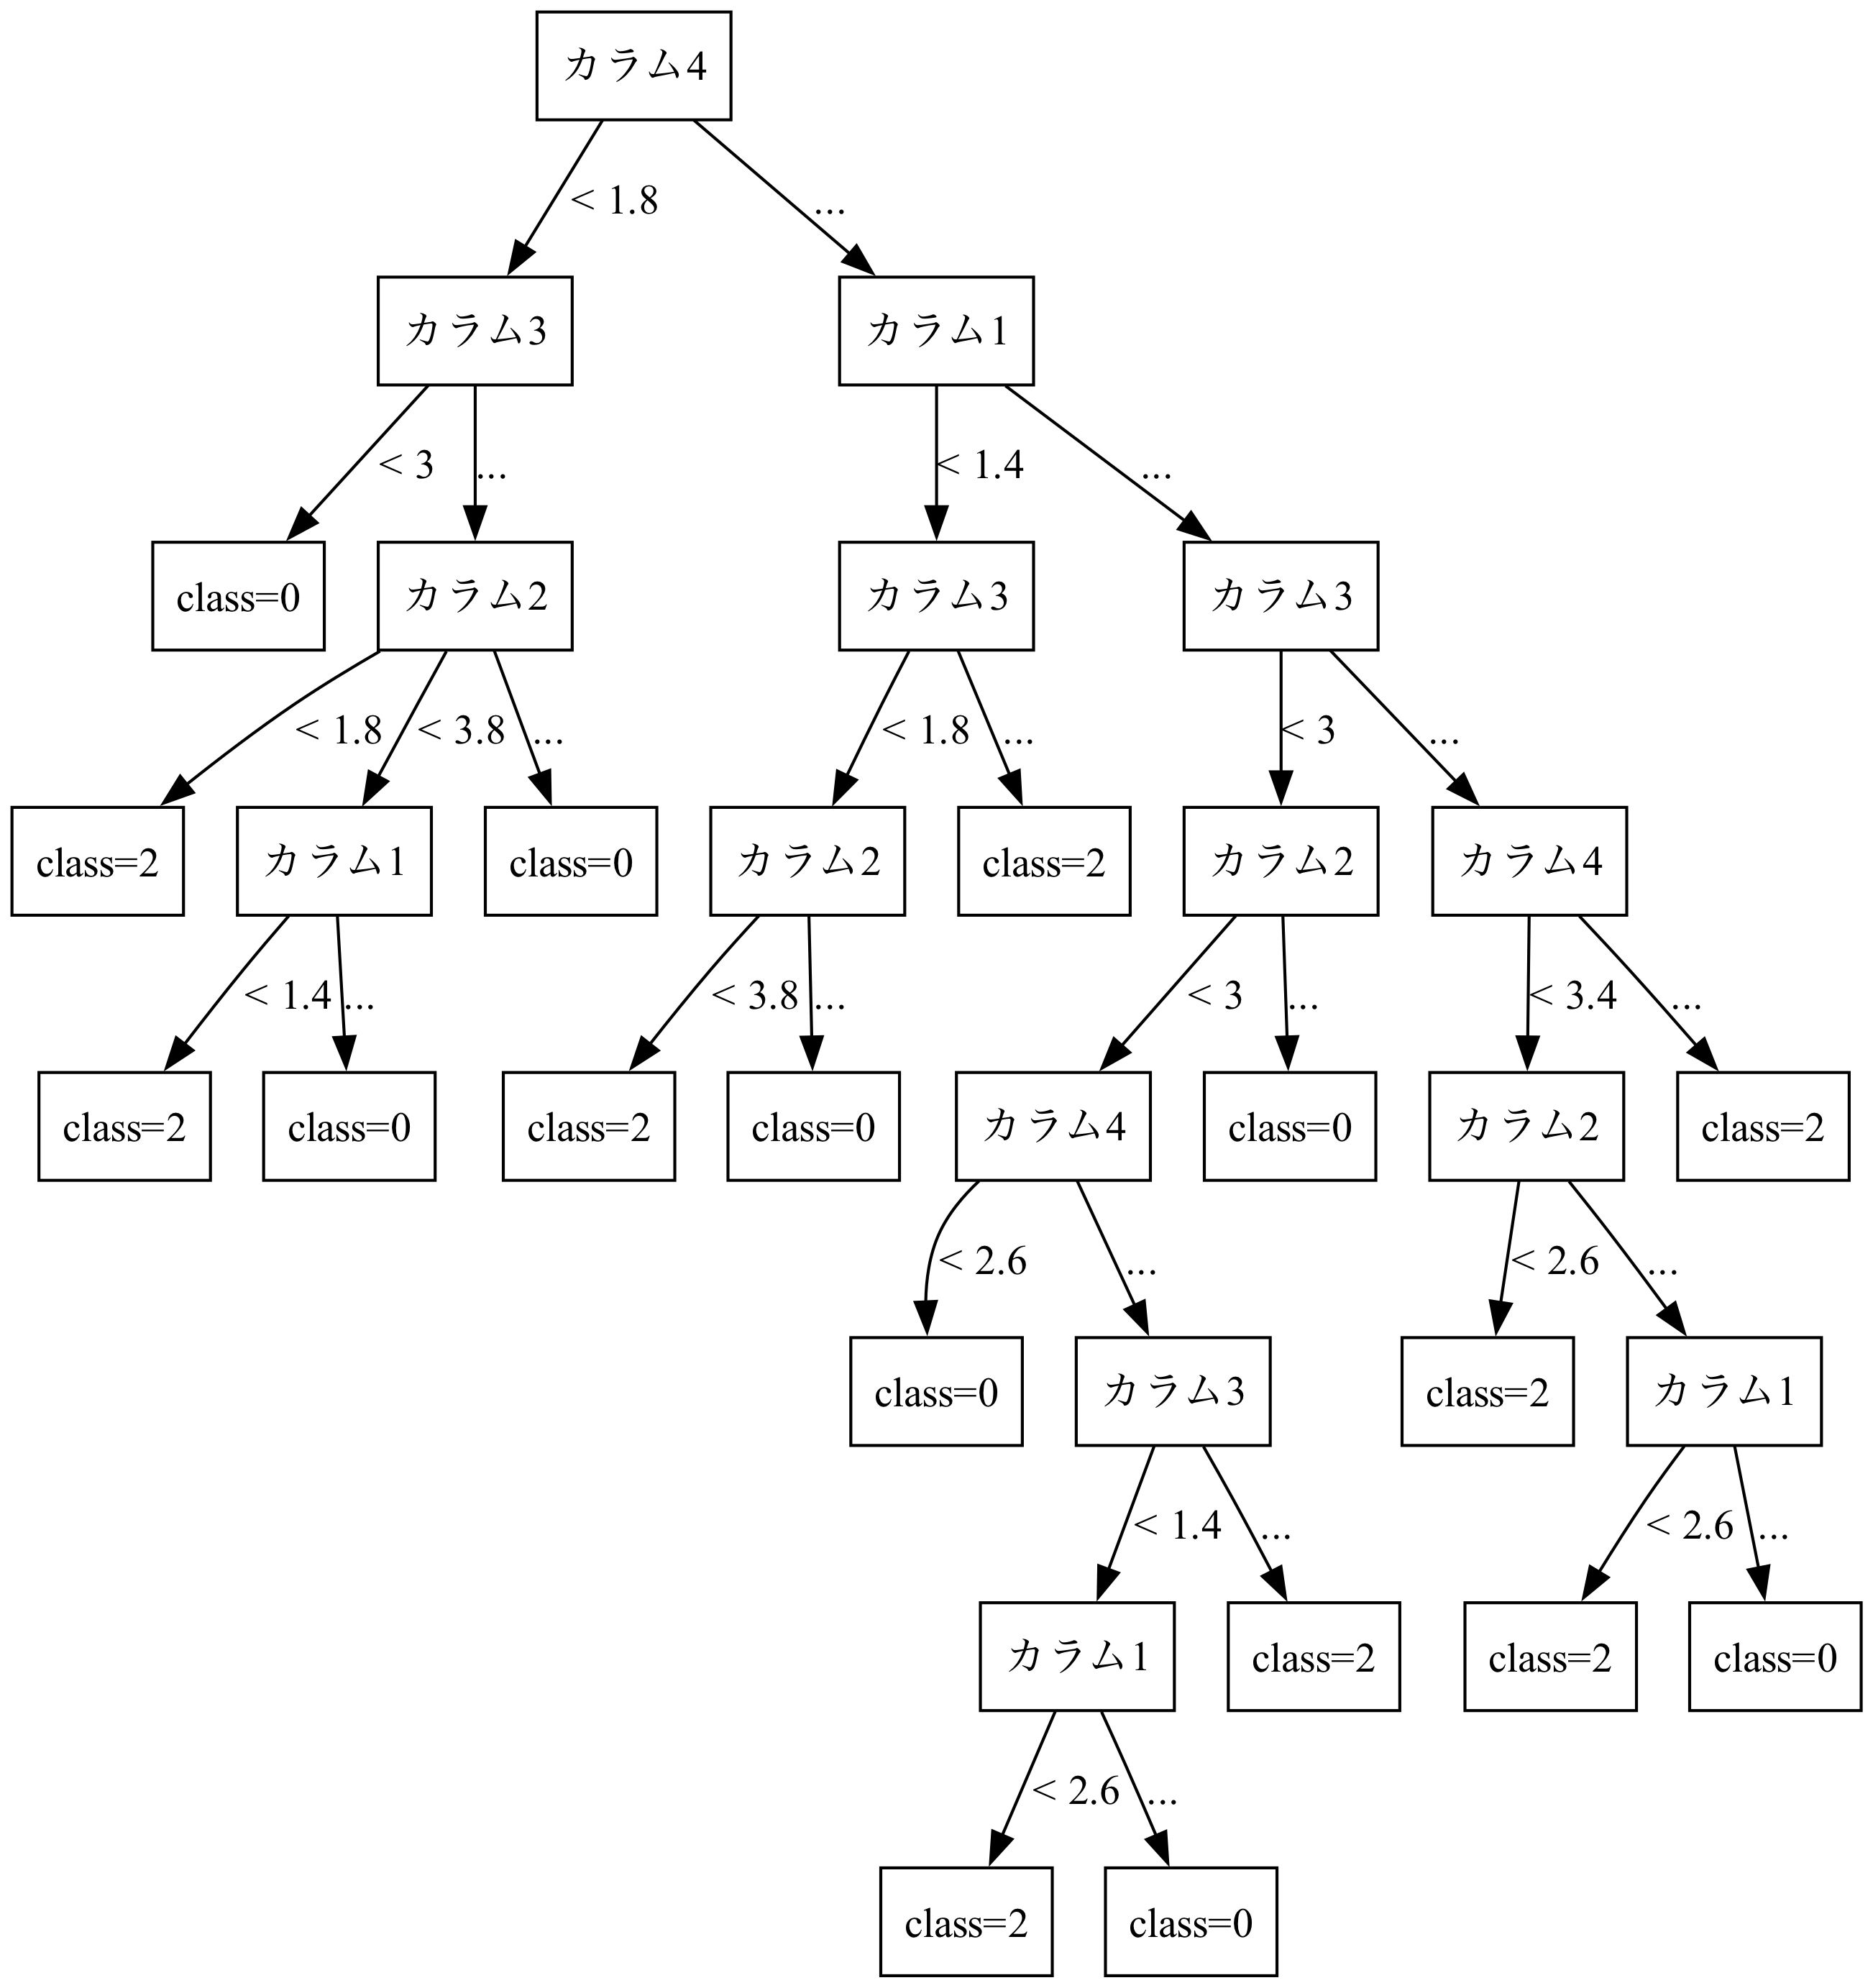 カラム4
< 1.8
...
カラム3
カラム1
< 3
...
< 1.4
...
class=0
カラム2
カラム3
カラム3
< 1.8
< 3.8
...
< 1.8
...
< 3
...
class=2
カラム1
class=0
カラム2
class=2
カラム2
カラム4
< 1.4
...
< 3.8
...
< 3
...
< 3.4
...
class=2
class=0
class=2
class=0
カラム4
class=0
カラム2
class=2
< 2.6
...
< 2.6
...
class=0
カラム3
class=2
カラム1
< 1.4
...
< 2.6
...
カラム1
class=2
class=2
class=0
< 2.6
...
class=2
class=0